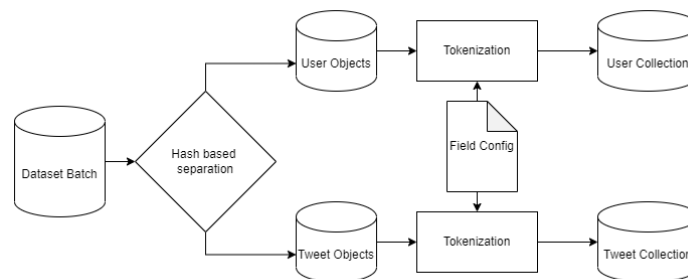 User Objects
Tokenization
User Collection
Dataset Batch
Hash based
separation
Field Config
Tweet Objects
Tokenization
Tweet Collection